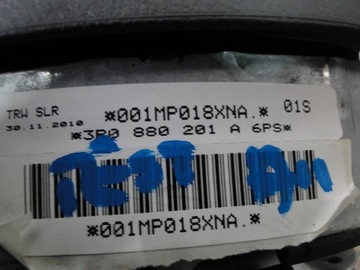 TRW SLR *001MP018XNA.* 01S
30.11.2010
*3R0 880 201 A 6PS*
TEST
*001MP018XNA.*